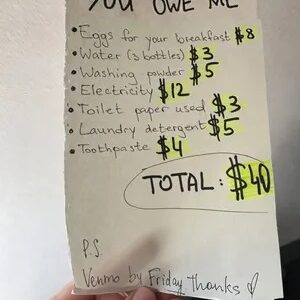 YOU OWE ME
• Eggs for your breakfast $8
• Water (3 bottles) $3
• Washing powder $5
• Electricity $12
• Toilet paper used $3
• Laundry detergent $5
• Toothpaste $4
TOTAL: $40
P.S.
Venmo by Friday, thanks